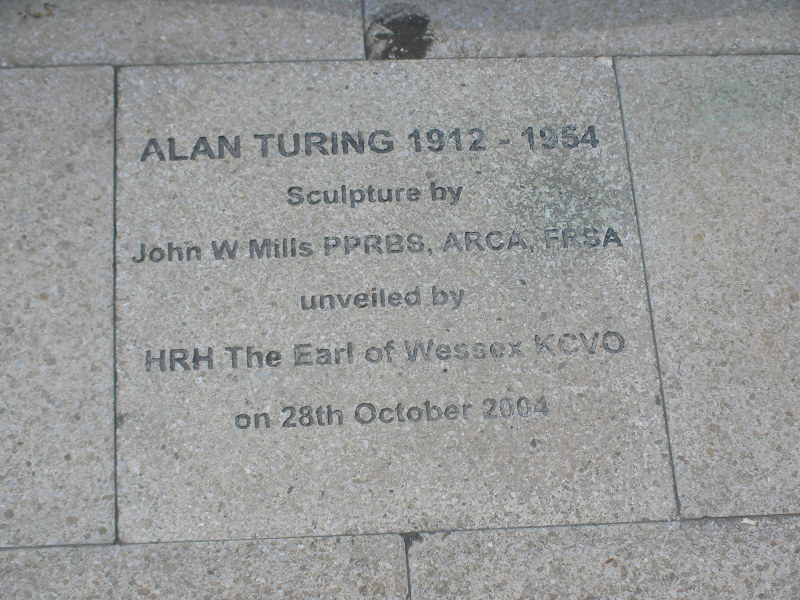 ALAN TURING 1912 - 1954
Sculpture by
John W Mills PPRBS, ARCA, FRSA
unveiled by
HRH The Earl of Wessex KCVO
on 28th October 2004